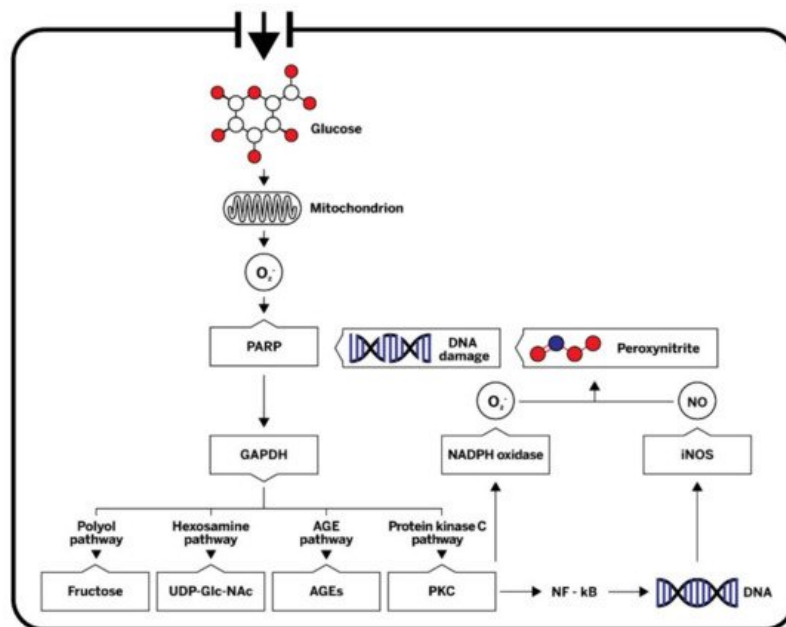 Glucose
Mitochondrion
O₂⁻
PARP
DNA
damage
Peroxynitrite
O₂⁻
NO
GAPDH
NADPH oxidase
iNOS
Polyol
pathway
Hexosamine
pathway
AGE
pathway
Protein kinase C
pathway
Fructose
UDP-Glc-NAc
AGEs
PKC
NF - kB
DNA